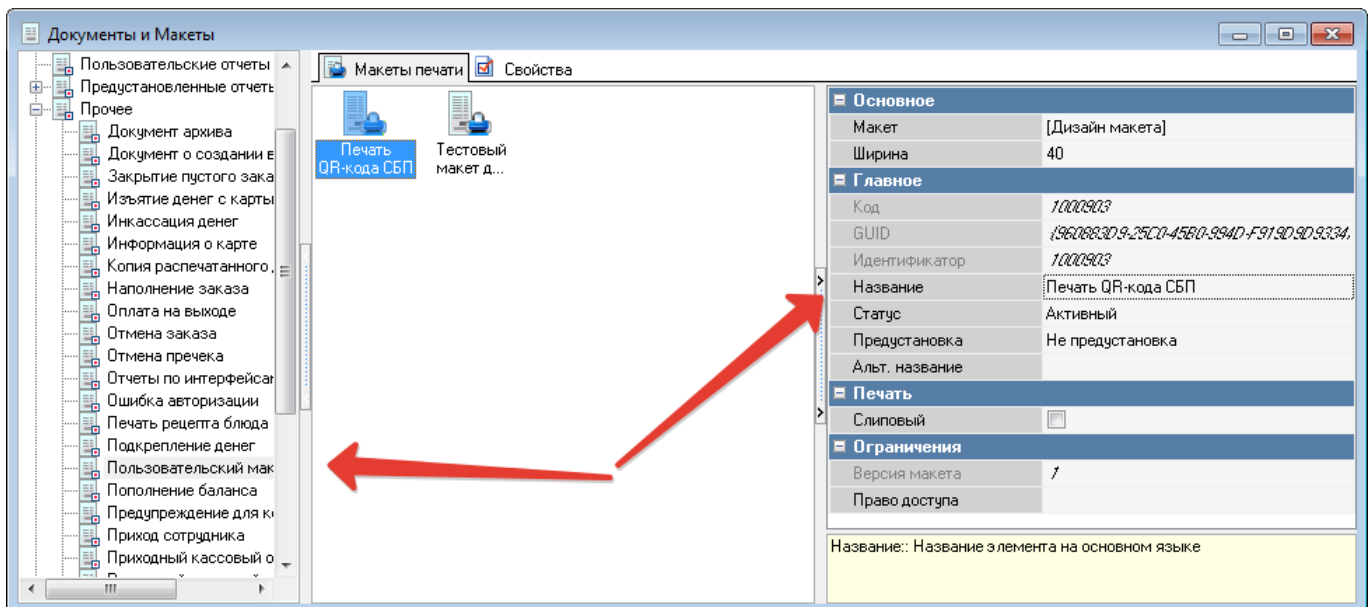 Документы и Макеты
Пользовательские отчеты
Предустановленные отчеть
Прочее
Документ архива
Документ о создании в
Закрытие пустого зака
Изъятие денег с карты
Инкассация денег
Информация о карте
Копия распечатанного
Наполнение заказа
Оплата на выходе
Отмена заказа
Отмена пречека
Отчеты по интерфейсам
Ошибка авторизации
Печать рецепта блюда
Подкрепление денег
Пользовательский мак
Пополнение баланса
Предупреждение для к
Приход сотрудника
Приходный кассовый о
Макеты печати
Свойства
Печать
QR-кода СБП
Тестовый
макет д...
Основное
Макет [Дизайн макета]
Ширина 40
Главное
Код 1000903
GUID {960883D9-25C0-45B0-994D-F919D9D9334,
Идентификатор 1000903
Название Печать QR-кода СБП
Статус Активный
Предустановка Не предустановка
Альт. название
Печать
Слиповый
Ограничения
Версия макета 1
Право доступа
Название:: Название элемента на основном языке